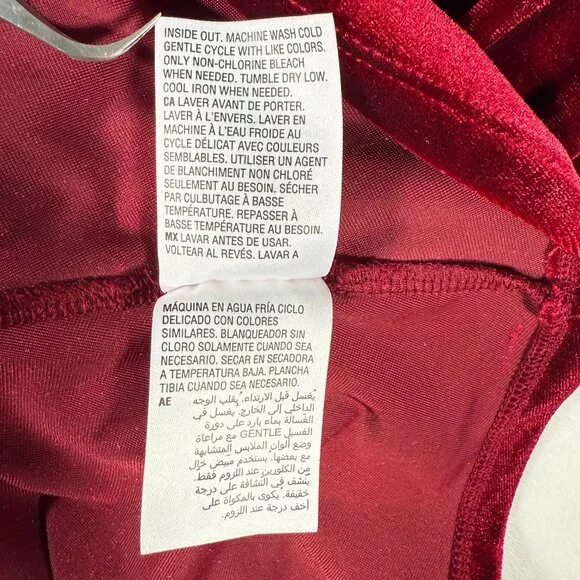 INSIDE OUT. MACHINE WASH COLD
GENTLE CYCLE WITH LIKE COLORS.
ONLY NON-CHLORINE BLEACH
WHEN NEEDED. TUMBLE DRY LOW.
COOL IRON WHEN NEEDED.
CA LAVER AVANT DE PORTER.
LAVER À L'ENVERS. LAVER EN
MACHINE À L'EAU FROIDE AU
CYCLE DÉLICAT AVEC COULEURS
SEMBLABLES. UTILISER UN AGENT
DE BLANCHIMENT NON CHLORÉ
SEULEMENT AU BESOIN. SÉCHER
PAR CULBUTAGE À BASSE
TEMPÉRATURE. REPASSER À
BASSE TEMPÉRATURE AU BESOIN.
MX LAVAR ANTES DE USAR.
VOLTEAR AL REVÉS. LAVAR A
MÁQUINA EN AGUA FRÍA CICLO
DELICADO CON COLORES
SIMILARES. BLANQUEADOR SIN
CLORO SOLAMENTE CUANDO SEA
NECESARIO. SECAR EN SECADORA
A TEMPERATURA BAJA. PLANCHA
TIBIA CUANDO SEA NECESARIO.
AE يُغسل قبل الارتداء. يُقلب الوجه
الداخلي إلى الخارج. يغسل في
الغسالة بماء بارد على دورة
الغسيل GENTLE مع مراعاة
وضع ألوان الملابس المتشابهة
مع بعضها. يُستخدم مبيض خال
من الكلورين عند اللزوم فقط.
يُنشف في النشافة على درجة
خفيفة. يُكوى بالمكواة على
درجة وسط عند اللزوم.